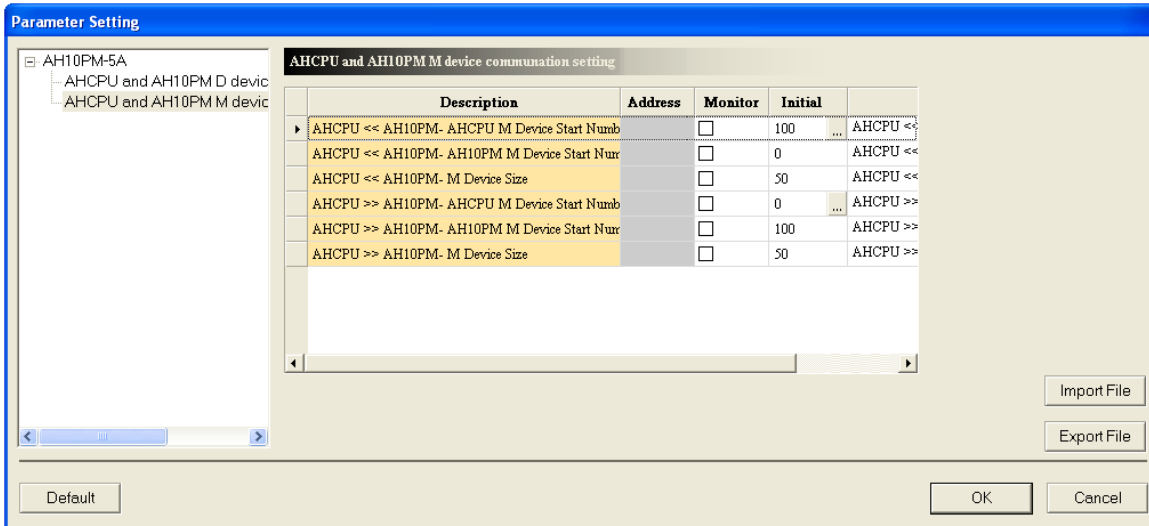 Parameter Setting
AH10PM-5A
AHCPU and AH10PM D devic
AHCPU and AH10PM M devic
AHCPU and AH10PM M device communation setting
Description Address Monitor Initial
AHCPU << AH10PM- AHCPU M Device Start Numb 100 ... AHCPU <<
AHCPU << AH10PM- AH10PM M Device Start Num 0 AHCPU <<
AHCPU << AH10PM- M Device Size 50 AHCPU <<
AHCPU >> AH10PM- AHCPU M Device Start Numb 0 ... AHCPU >>
AHCPU >> AH10PM- AH10PM M Device Start Num 100 AHCPU >>
AHCPU >> AH10PM- M Device Size 50 AHCPU >>
Import File
Export File
Default OK Cancel